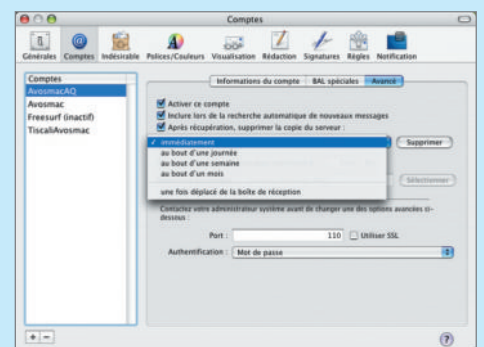 Comptes
Générales Comptes Indésirable Polices/Couleurs Visualisation Rédaction Signatures Règles Notification
Comptes
AvosmacAQ
Avosmac
Freesurf (inactif)
TiscaliAvosmac
Informations du compte BAL spéciales Avancé
Activer ce compte
Inclure lors de la recherche automatique de nouveaux messages
Après récupération, supprimer la copie du serveur :
✓ immédiatement
Supprimer
au bout d'une journée
au bout d'une semaine
au bout d'un mois
Sélectionner
une fois déplacé de la boîte de réception
Contactez votre administrateur système avant de changer une des options avancées ci-
dessous :
Port : 110 Utiliser SSL
Authentification : Mot de passe
+ - ?